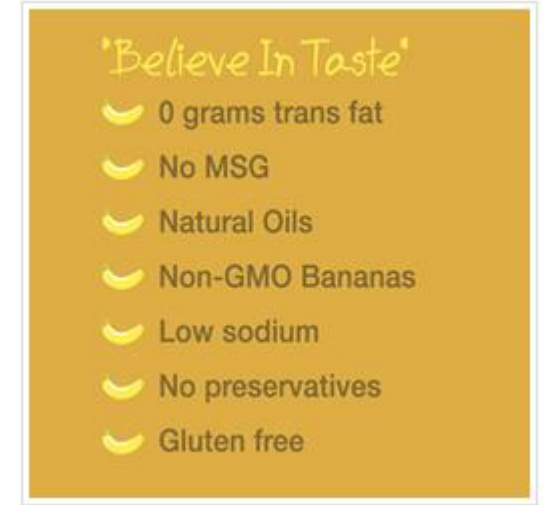 "Believe In Taste"
0 grams trans fat
No MSG
Natural Oils
Non-GMO Bananas
Low sodium
No preservatives
Gluten free